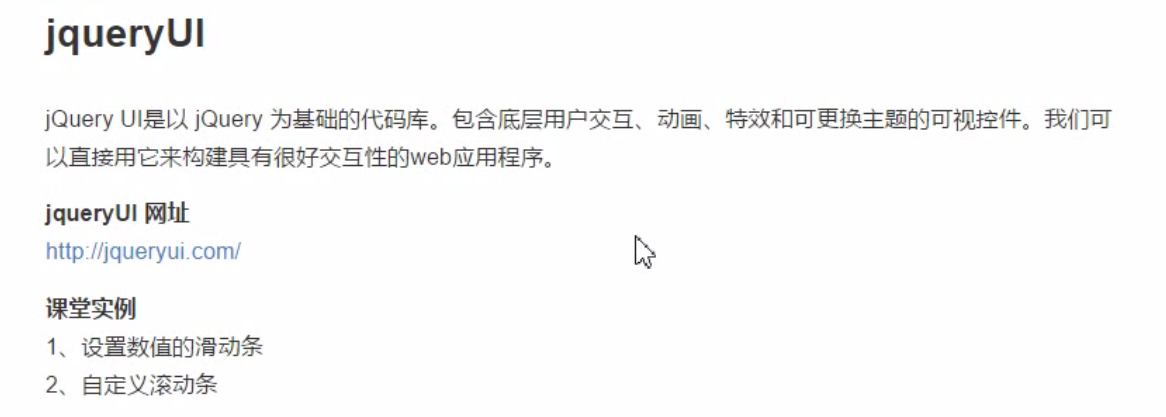 jqueryUI
jQuery UI是以 jQuery 为基础的代码库。包含底层用户交互、动画、特效和可更换主题的可视控件。我们可
以直接用它来构建具有很好交互性的web应用程序。
jqueryUI 网址
http://jqueryui.com/
课堂实例
1、设置数值的滑动条
2、自定义滚动条